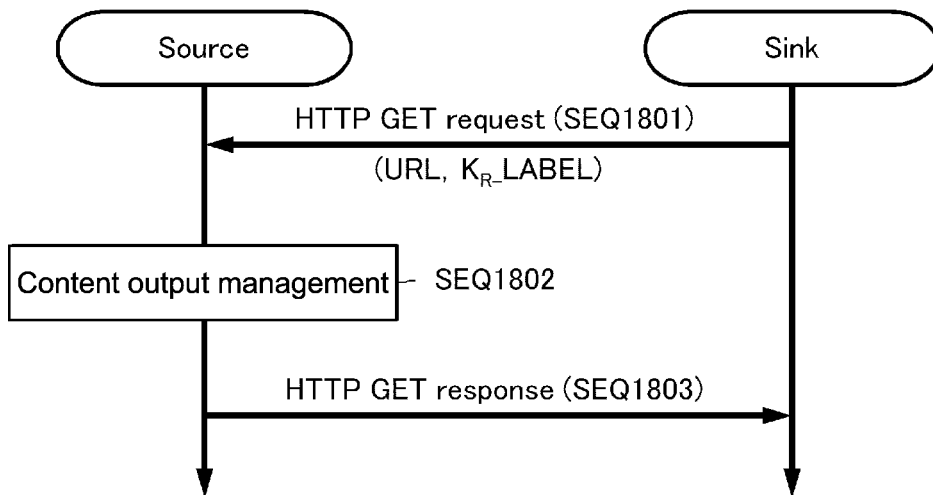 Source
Sink
HTTP GET request (SEQ1801)
(URL, KR_LABEL)
Content output management
SEQ1802
HTTP GET response (SEQ1803)